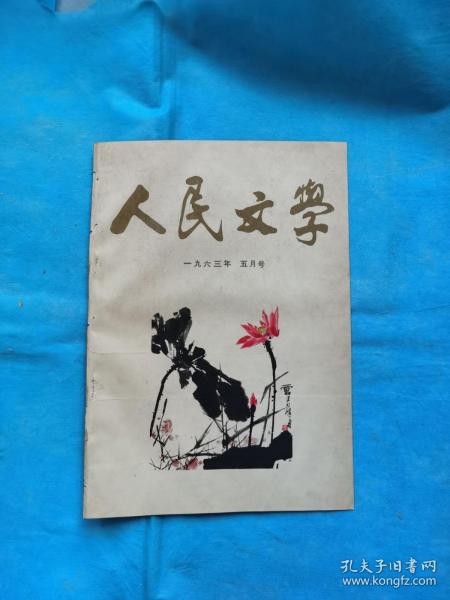 人民文學
一九六三年 五月号
孔夫子旧书网
www.kongfz.com